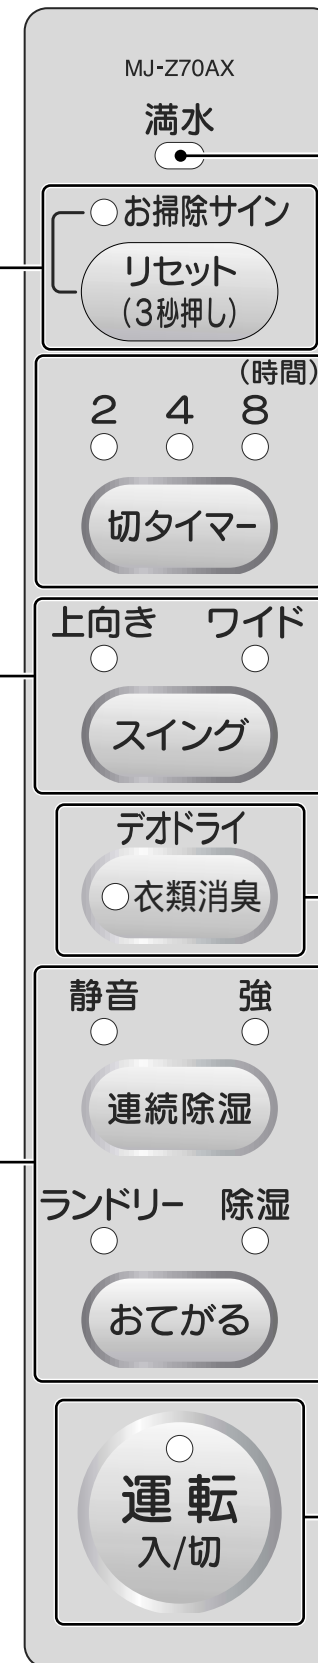 MJ-Z70AX
満水
お掃除サイン
リセット
(3秒押し)
(時間)
2 4 8
切タイマー
上向き ワイド
スイング
デオドライ
衣類消臭
静音 強
連続除湿
ランドリー 除湿
おてがる
運転
入/切